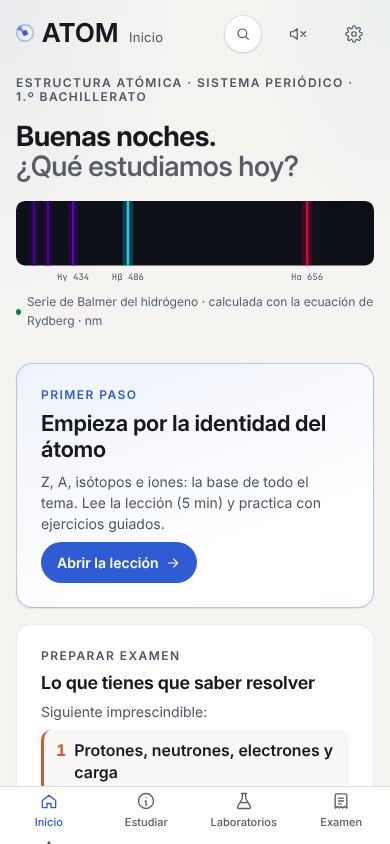 ATOM Inicio
ESTRUCTURA ATÓMICA · SISTEMA PERIÓDICO ·
1.º BACHILLERATO
Buenas noches.
¿Qué estudiamos hoy?
Hγ 434 Hβ 486 Hα 656
Serie de Balmer del hidrógeno · calculada con la ecuación de
Rydberg · nm
PRIMER PASO
Empieza por la identidad del
átomo
Z, A, isótopos e iones: la base de todo el
tema. Lee la lección (5 min) y practica con
ejercicios guiados.
Abrir la lección →
PREPARAR EXAMEN
Lo que tienes que saber resolver
Siguiente imprescindible:
1 Protones, neutrones, electrones y
carga
Inicio Estudiar Laboratorios Examen